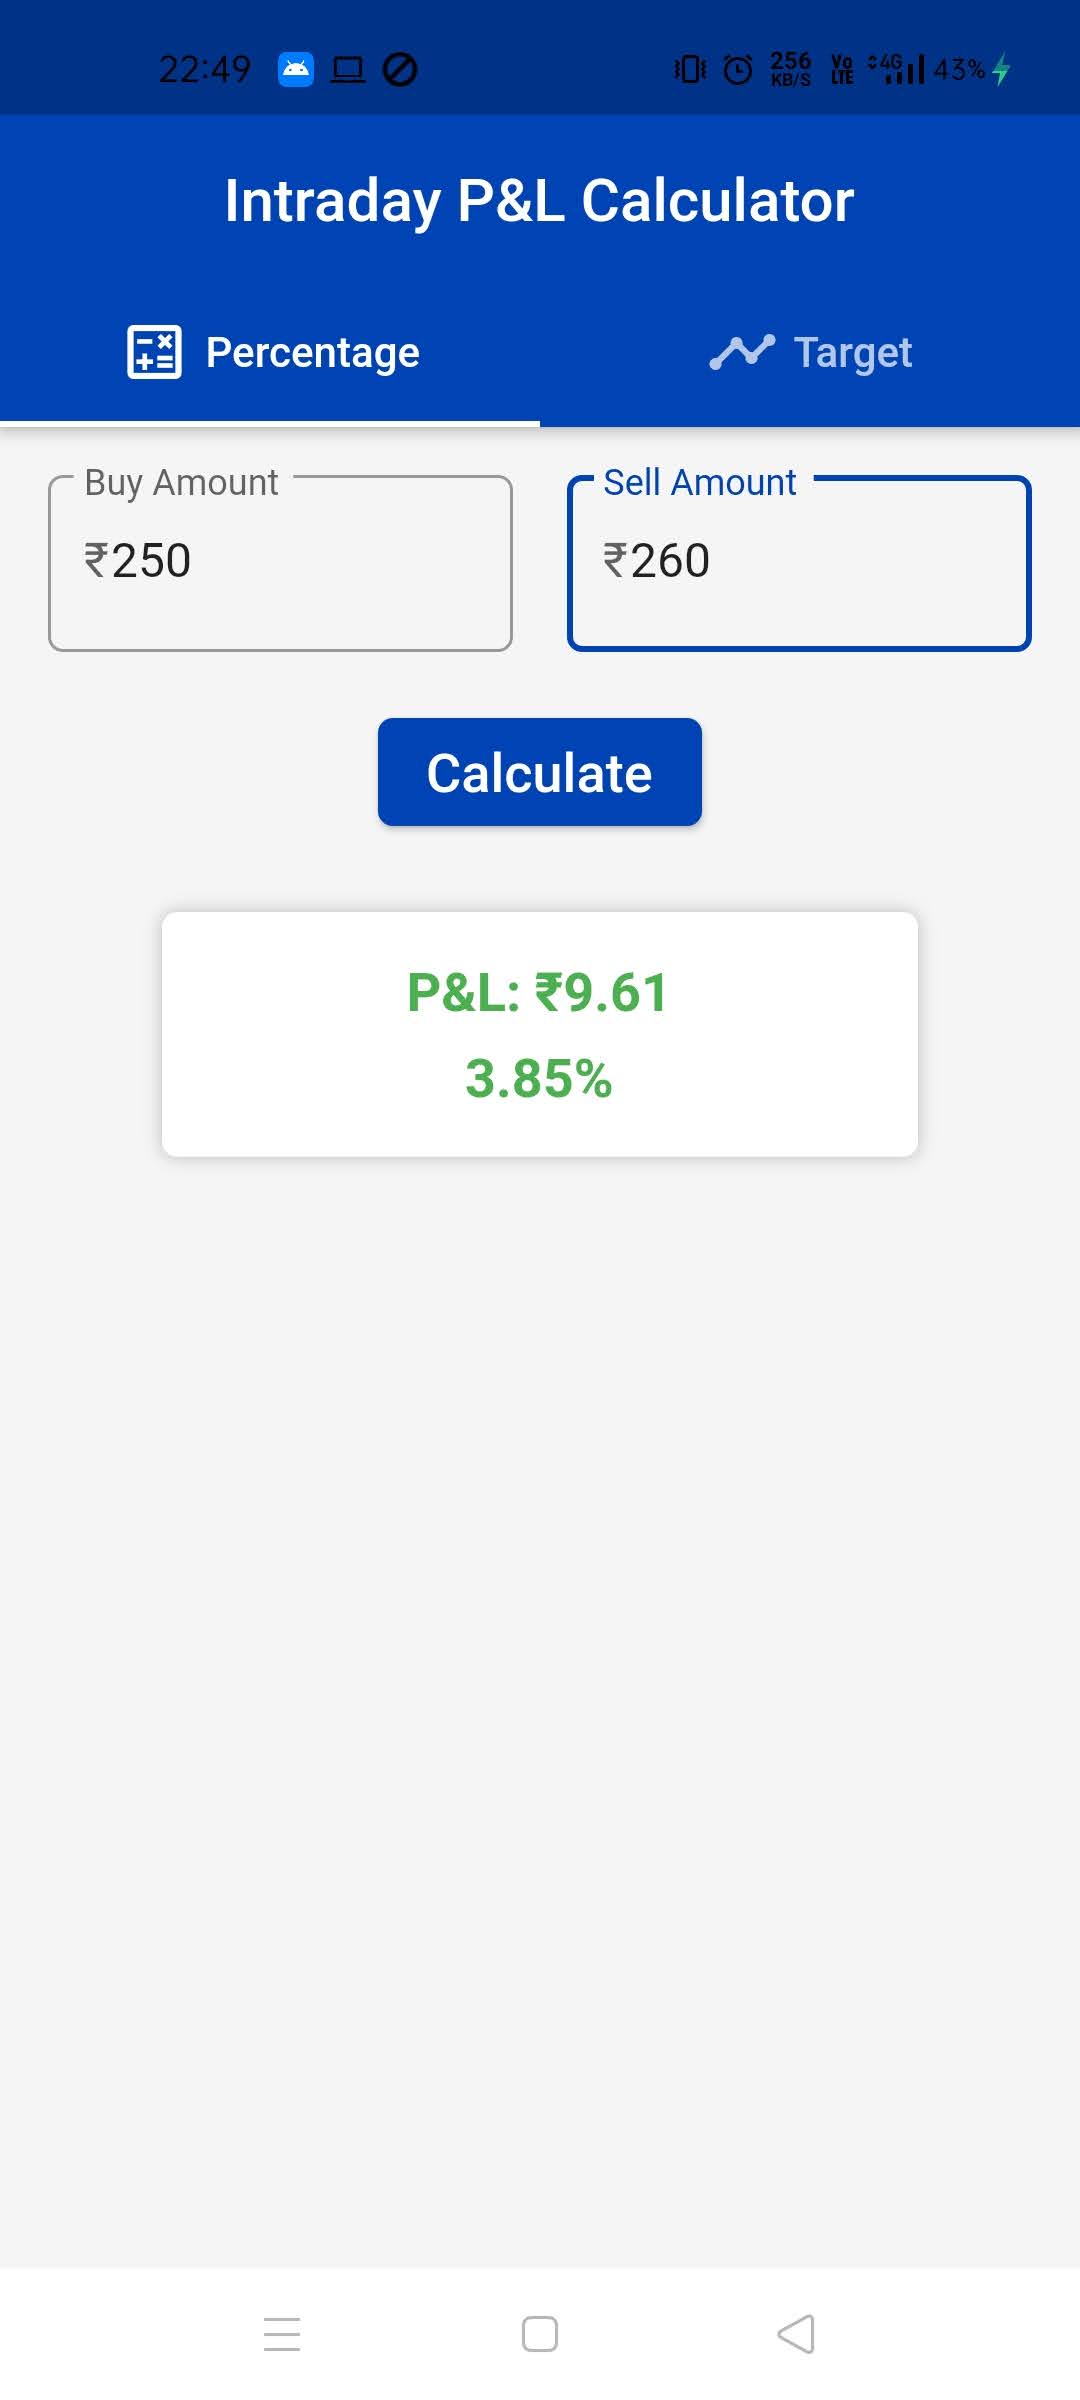 22:49 256 KB/S Vo LTE 4G 43%
Intraday P&L Calculator
Percentage Target
Buy Amount Sell Amount
₹250 ₹260
Calculate
P&L: ₹9.61
3.85%